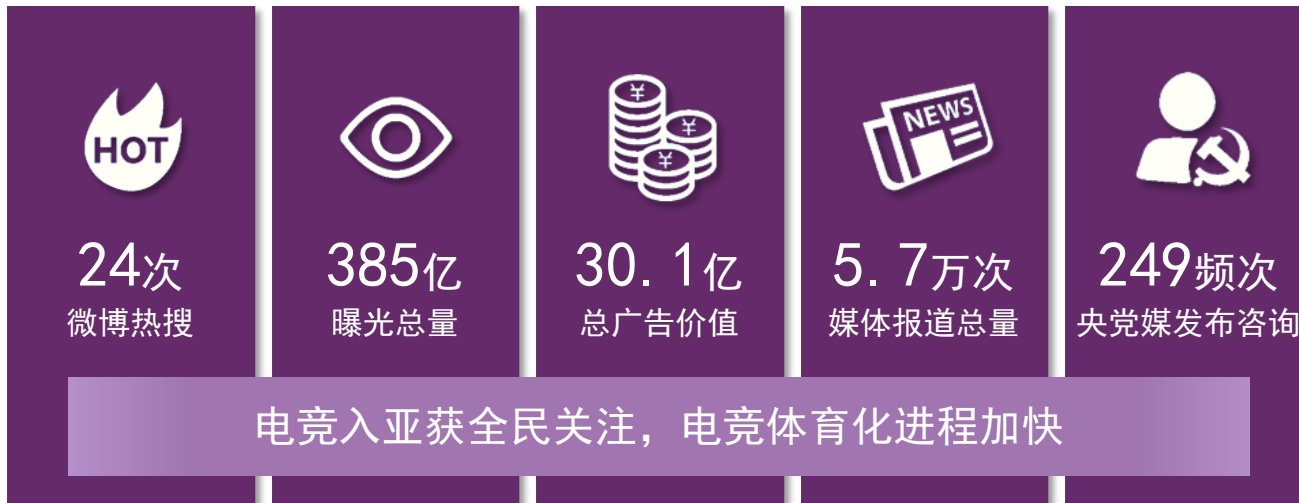 HOT
24次
微博热搜
385亿
曝光总量
¥
¥
¥
30.1亿
总广告价值
NEWS
5.7万次
媒体报道总量
249频次
央党媒发布咨询
电竞入亚获全民关注，电竞体育化进程加快